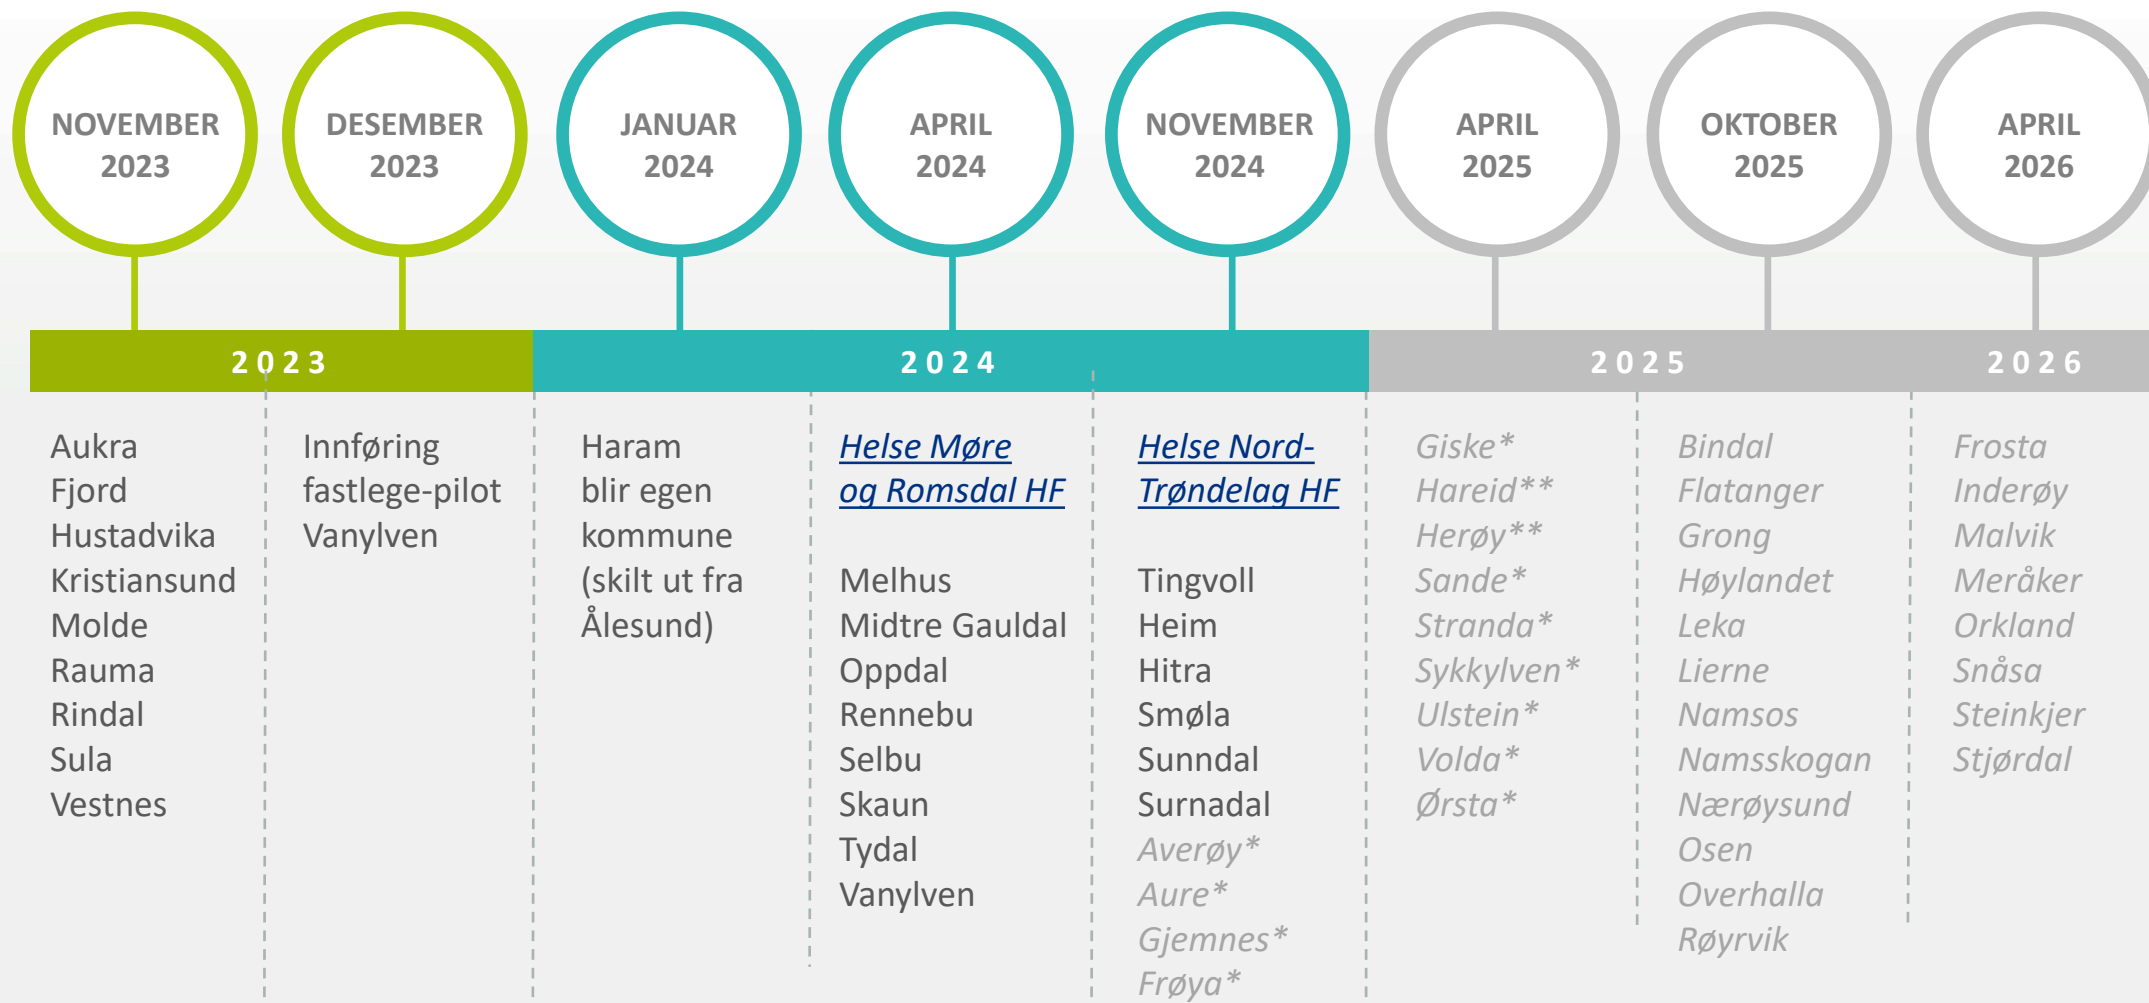 NOVEMBER
2023
DESEMBER
2023
JANUAR
2024
APRIL
2024
NOVEMBER
2024
APRIL
2025
OKTOBER
2025
APRIL
2026
2023
2024
2025
2026
Aukra
Fjord
Hustadvika
Kristiansund
Molde
Rauma
Rindal
Sula
Vestnes
Innføring
fastlege-pilot
Vanylven
Haram
blir egen
kommune
(skilt ut fra
Ålesund)
Helse Møre
og Romsdal HF
Melhus
Midtre Gauldal
Oppdal
Rennebu
Selbu
Skaun
Tydal
Vanylven
Helse Nord-
Trøndelag HF
Tingvoll
Heim
Hitra
Smøla
Sunndal
Surnadal
Averøy*
Aure*
Gjemnes*
Frøya*
Giske*
Hareid**
Herøy**
Sande*
Stranda*
Sykkylven*
Ulstein*
Volda*
Ørsta*
Bindal
Flatanger
Grong
Høylandet
Leka
Lierne
Namsos
Namsskogan
Nærøysund
Osen
Overhalla
Røyrvik
Frosta
Inderøy
Malvik
Meråker
Orkland
Snåsa
Steinkjer
Stjørdal